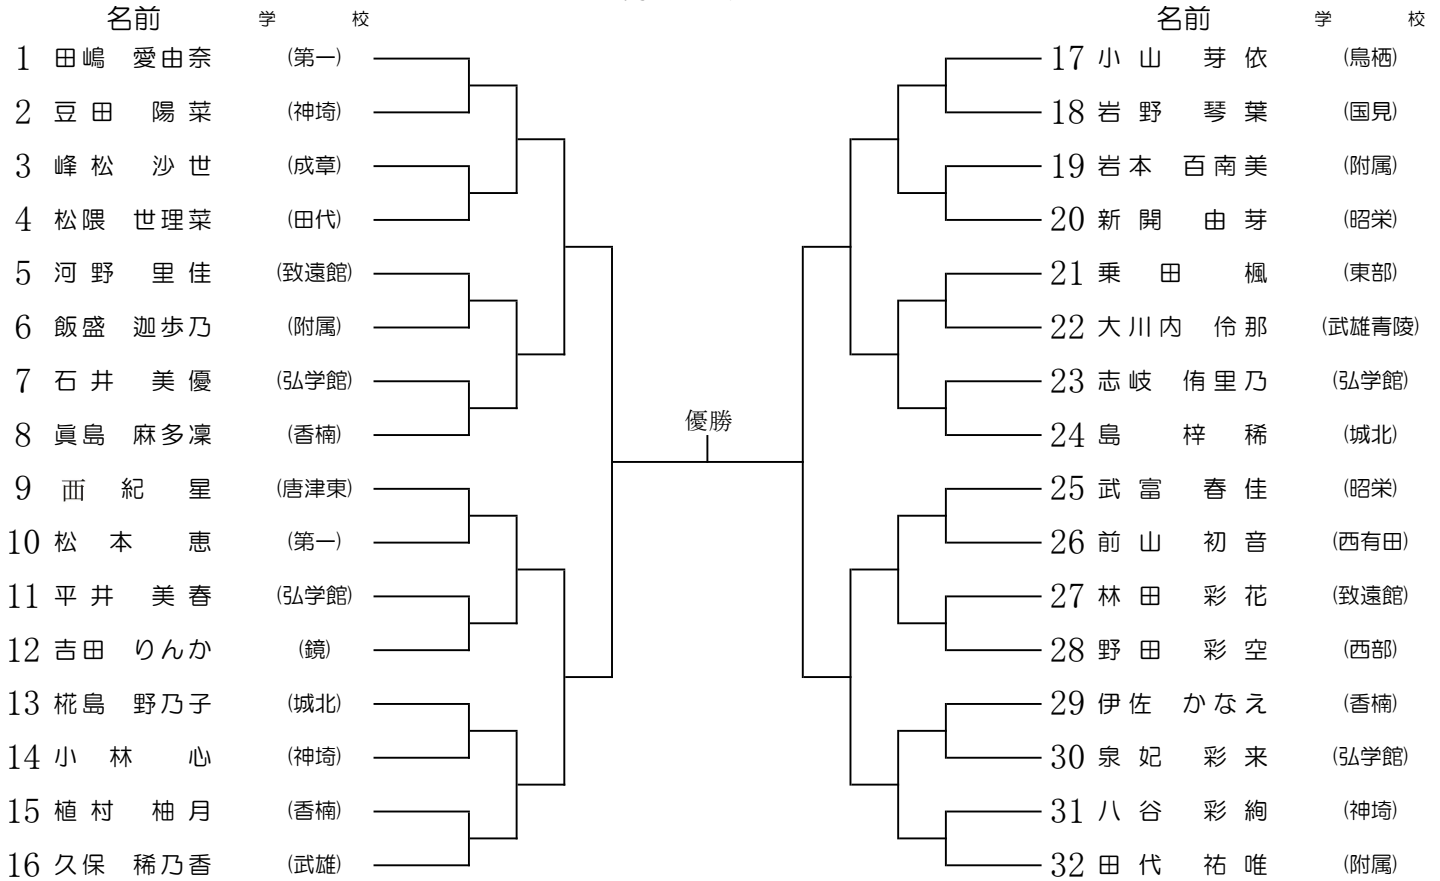 名前 学 校
1 田嶋 愛由奈 (第一)
2 豆田 陽菜 (神埼)
3 峰松 沙世 (成章)
4 松隈 世理菜 (田代)
5 河野 里佳 (致遠館)
6 飯盛 迦歩乃 (附属)
7 石井 美優 (弘学館)
8 眞島 麻多凜 (香楠)
9 靣 紀星 (唐津東)
10 松本 恵 (第一)
11 平井 美春 (弘学館)
12 吉田 りんか (鏡)
13 椛島 野乃子 (城北)
14 小林 心 (神埼)
15 植村 柚月 (香楠)
16 久保 稀乃香 (武雄)
優勝
名前 学 校
17 小山 芽依 (鳥栖)
18 岩野 琴葉 (国見)
19 岩本 百南美 (附属)
20 新開 由芽 (昭栄)
21 乗田 楓 (東部)
22 大川内 伶那 (武雄青陵)
23 志岐 侑里乃 (弘学館)
24 島 梓稀 (城北)
25 武富 春佳 (昭栄)
26 前山 初音 (西有田)
27 林田 彩花 (致遠館)
28 野田 彩空 (西部)
29 伊佐 かなえ (香楠)
30 泉妃 彩来 (弘学館)
31 八谷 彩絢 (神埼)
32 田代 祐唯 (附属)